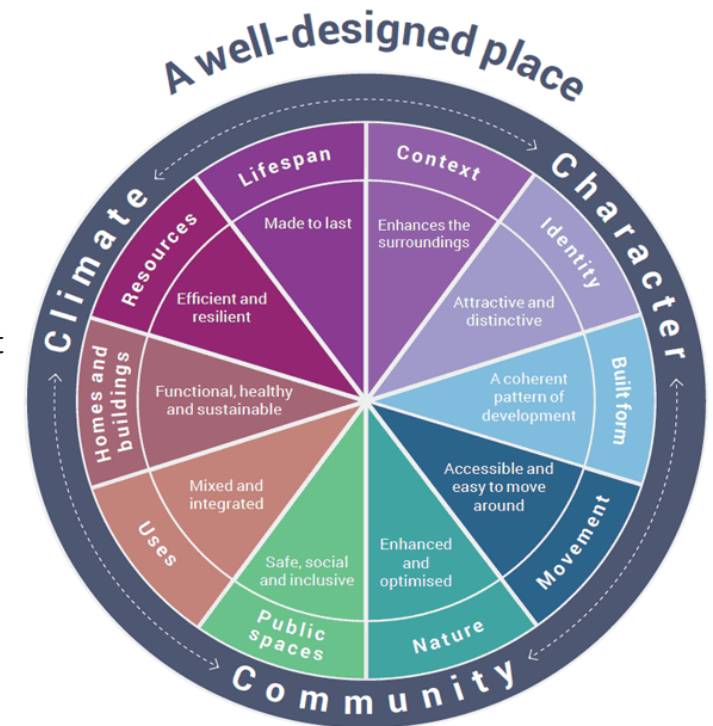 A well-designed place
Climate
Character
Community
Context
Enhances the
surroundings
Identity
Attractive and
distinctive
Built form
A coherent
pattern of
development
Movement
Accessible and
easy to move
around
Nature
Enhanced
and
optimised
Public
spaces
Safe, social
and inclusive
Uses
Mixed and
integrated
Homes and
buildings
Functional, healthy
and sustainable
Resources
Efficient and
resilient
Lifespan
Made to last